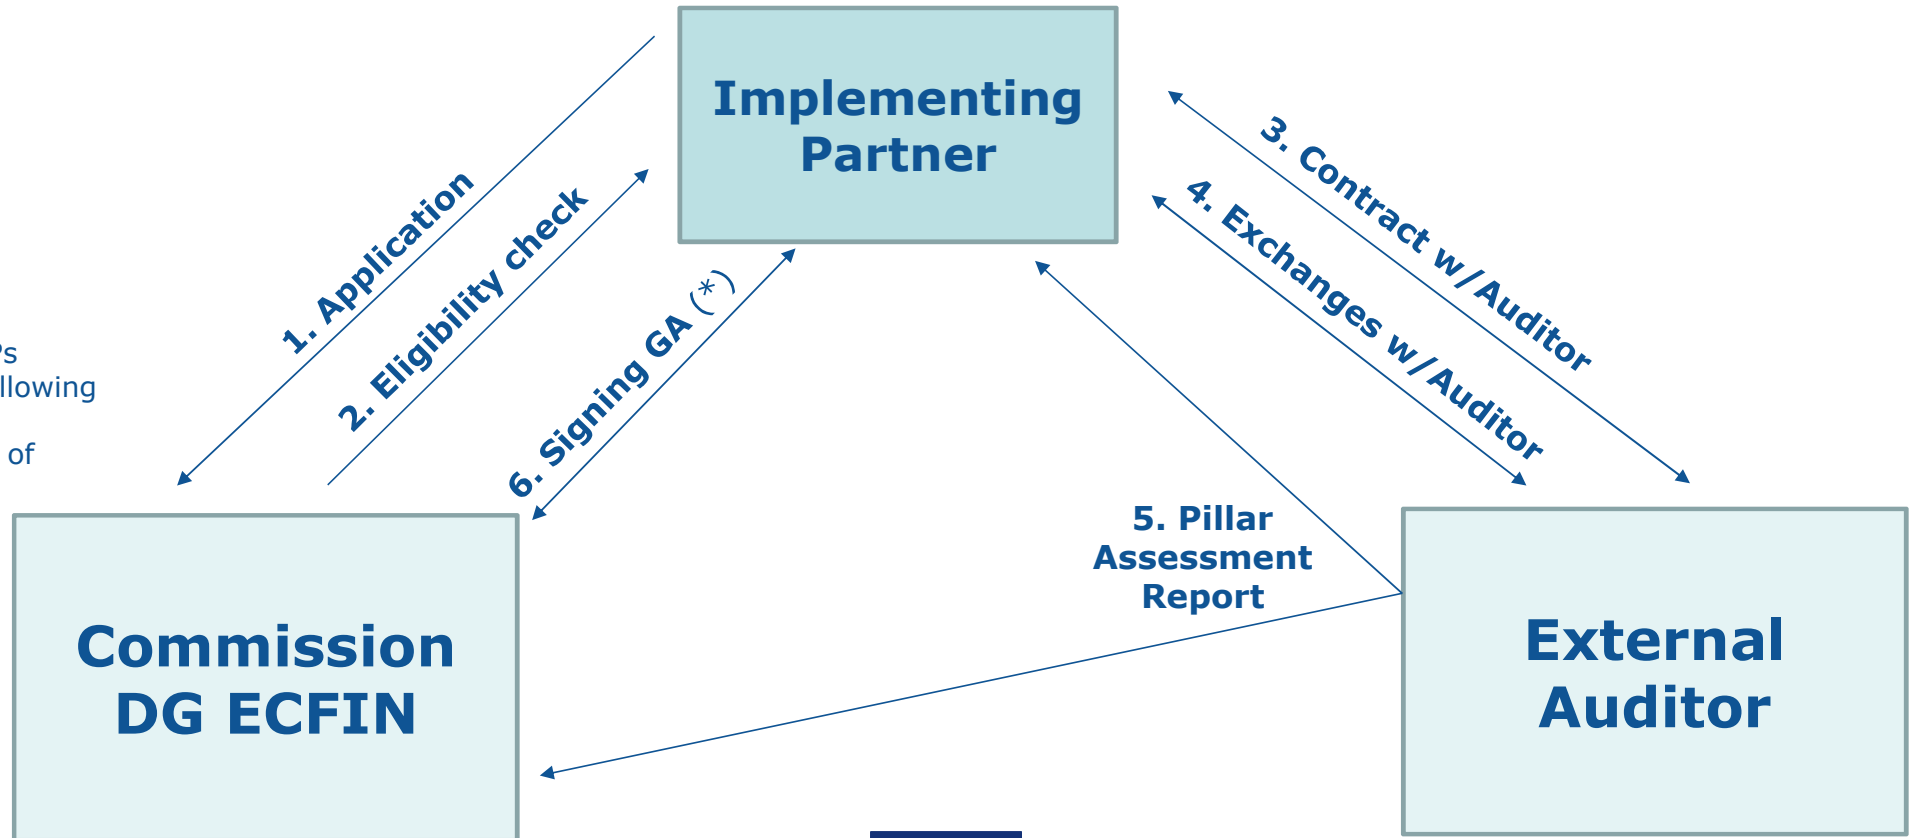 Implementing
Partner
1. Application
2. Eligibility check
6. Signing GA (*)
3. Contract w/Auditor
4. Exchanges w/Auditor
of
5. Pillar
Assessment
Report
Commission
DG ECFIN
External
Auditor